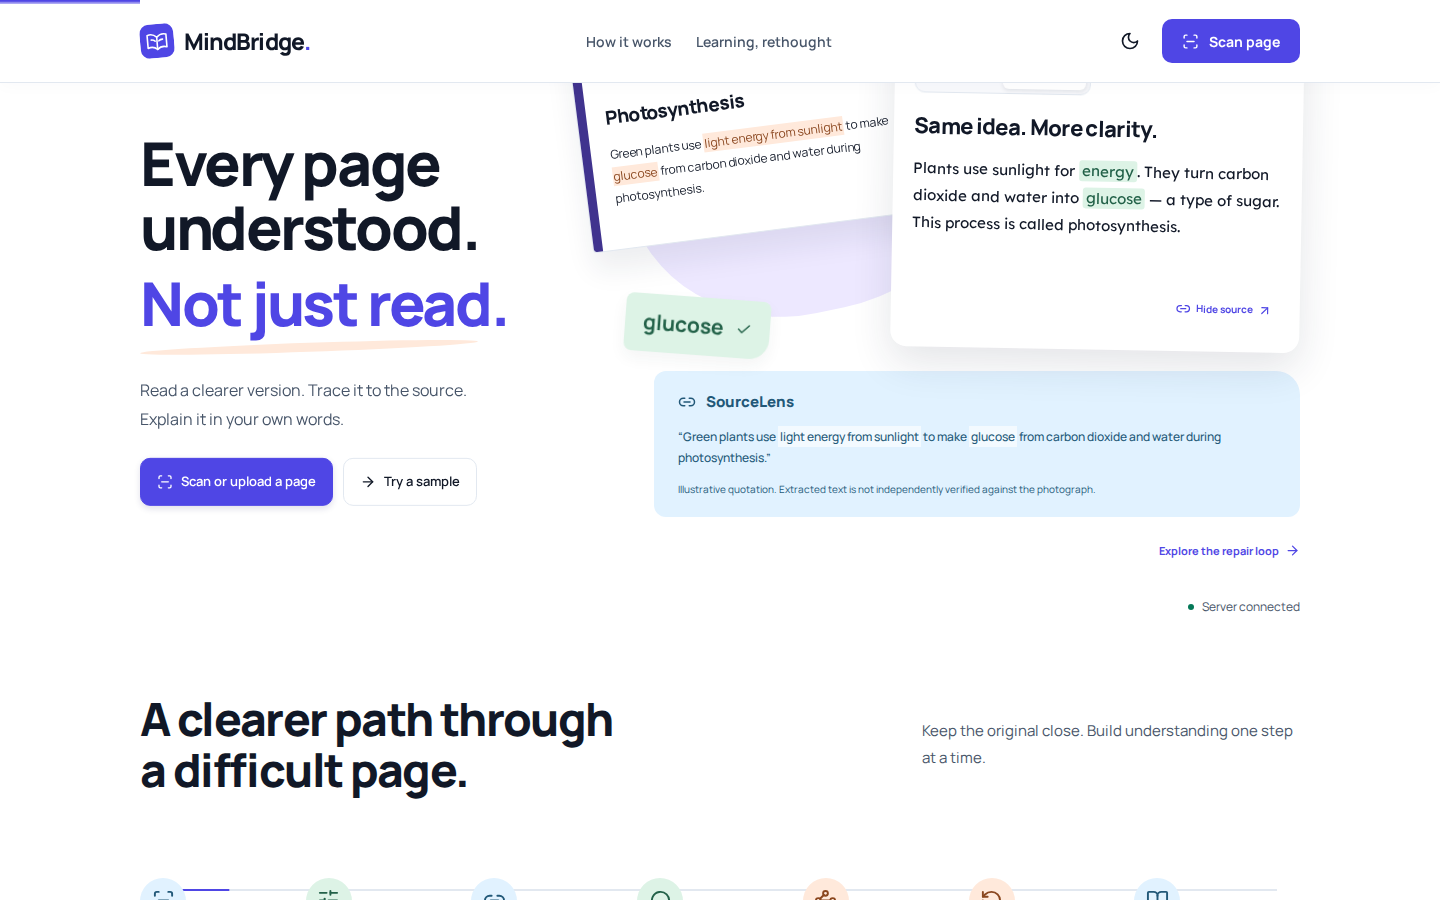 MindBridge.
How it works
Learning, rethought
Scan page
Every page
understood.
Not just read.
Read a clearer version. Trace it to the source.
Explain it in your own words.
Scan or upload a page
Try a sample
Photosynthesis
Green plants use light energy from sunlight to make
glucose from carbon dioxide and water during
photosynthesis.
Same idea. More clarity.
Plants use sunlight for energy. They turn carbon
dioxide and water into glucose — a type of sugar.
This process is called photosynthesis.
Hide source
glucose
SourceLens
“Green plants use light energy from sunlight to make glucose from carbon dioxide and water during
photosynthesis.”
Illustrative quotation. Extracted text is not independently verified against the photograph.
Explore the repair loop
Server connected
A clearer path through
a difficult page.
Keep the original close. Build understanding one step
at a time.